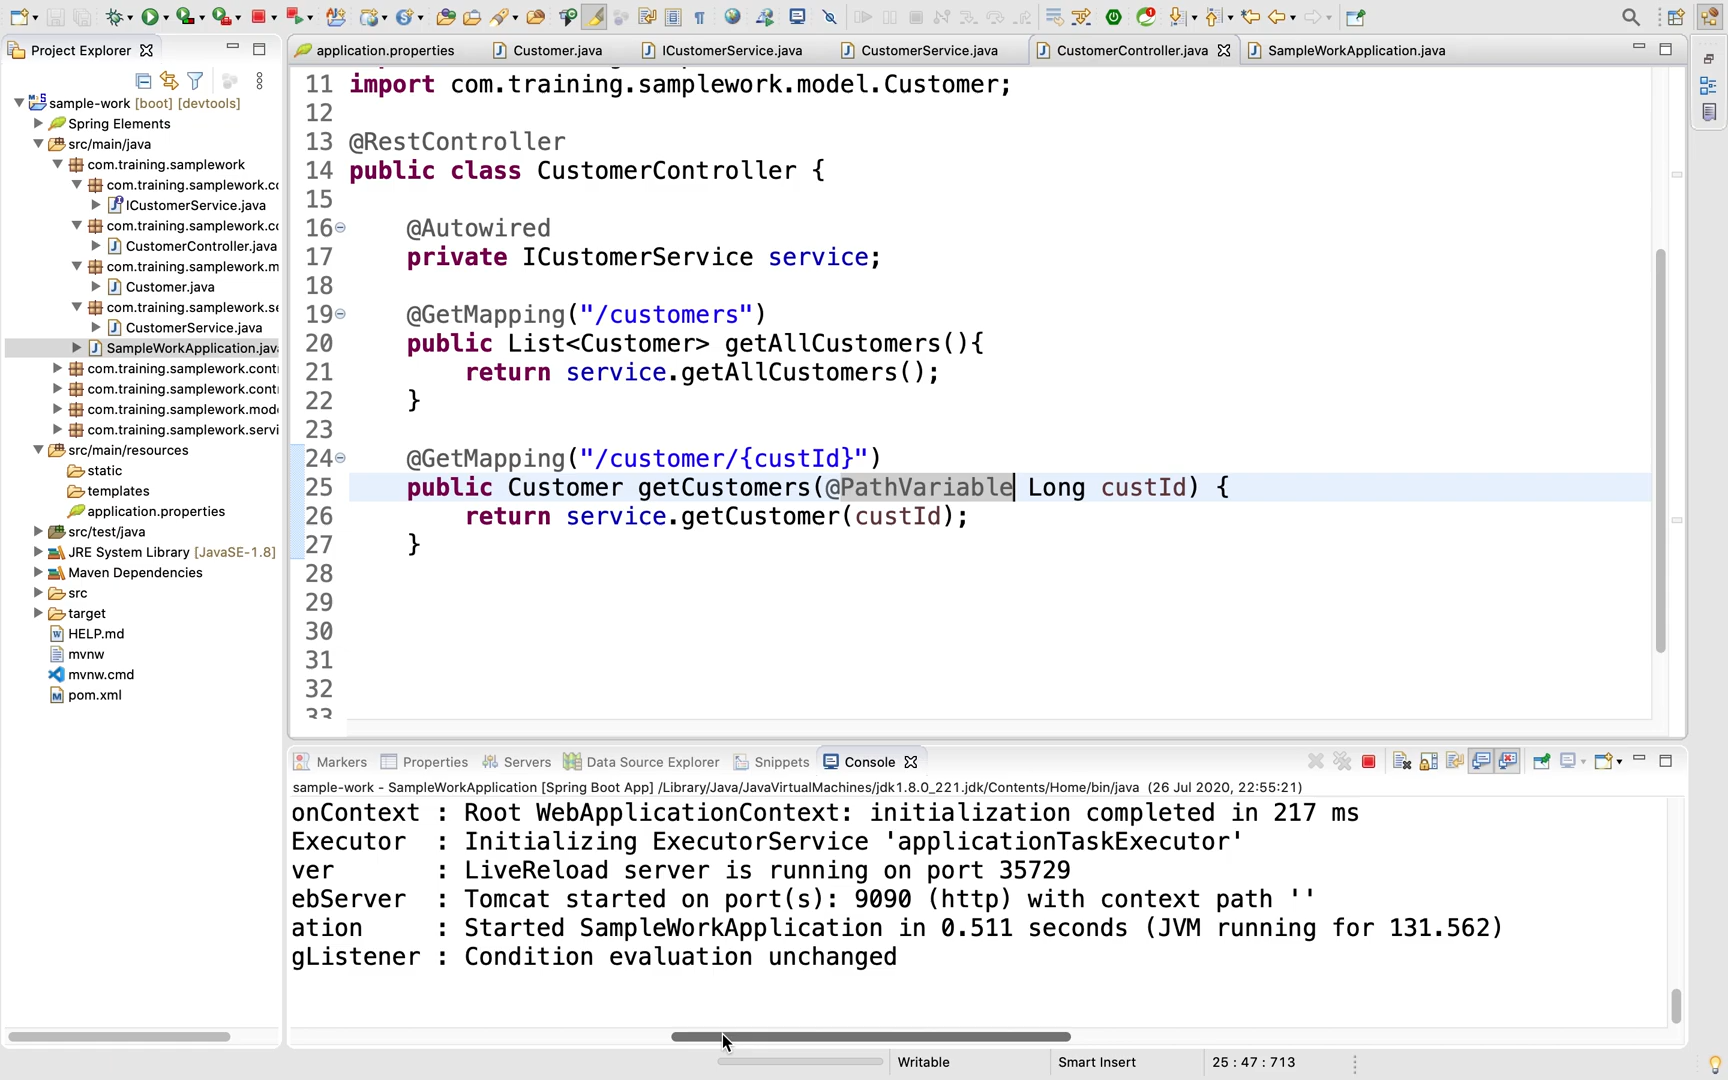 Project Explorer
sample-work [boot] [devtools]
Spring Elements
src/main/java
com.training.samplework
com.training.samplework.cc
ICustomerService.java
com.training.samplework.cc
CustomerController.java
com.training.samplework.m
Customer.java
com.training.samplework.se
CustomerService.java
SampleWorkApplication.jav
com.training.samplework.cont
com.training.samplework.cont
com.training.samplework.mod
com.training.samplework.servi
src/main/resources
static
templates
application.properties
src/test/java
JRE System Library [JavaSE-1.8]
Maven Dependencies
src
target
HELP.md
mvnw
mvnw.cmd
pom.xml
application.properties Customer.java ICustomerService.java CustomerService.java CustomerController.java SampleWorkApplication.java
11 import com.training.samplework.model.Customer;
12
13 @RestController
14 public class CustomerController {
15
16 @Autowired
17 private ICustomerService service;
18
19 @GetMapping("/customers")
20 public List<Customer> getAllCustomers(){
21 return service.getAllCustomers();
22 }
23
24 @GetMapping("/customer/{custId}")
25 public Customer getCustomers(@PathVariable Long custId) {
26 return service.getCustomer(custId);
27 }
28
29
30
31
32
33
Markers Properties Servers Data Source Explorer Snippets Console
sample-work - SampleWorkApplication [Spring Boot App] /Library/Java/JavaVirtualMachines/jdk1.8.0_221.jdk/Contents/Home/bin/java (26 Jul 2020, 22:55:21)
onContext : Root WebApplicationContext: initialization completed in 217 ms
Executor : Initializing ExecutorService 'applicationTaskExecutor'
ver : LiveReload server is running on port 35729
ebServer : Tomcat started on port(s): 9090 (http) with context path ''
ation : Started SampleWorkApplication in 0.511 seconds (JVM running for 131.562)
gListener : Condition evaluation unchanged
Writable Smart Insert 25 : 47 : 713